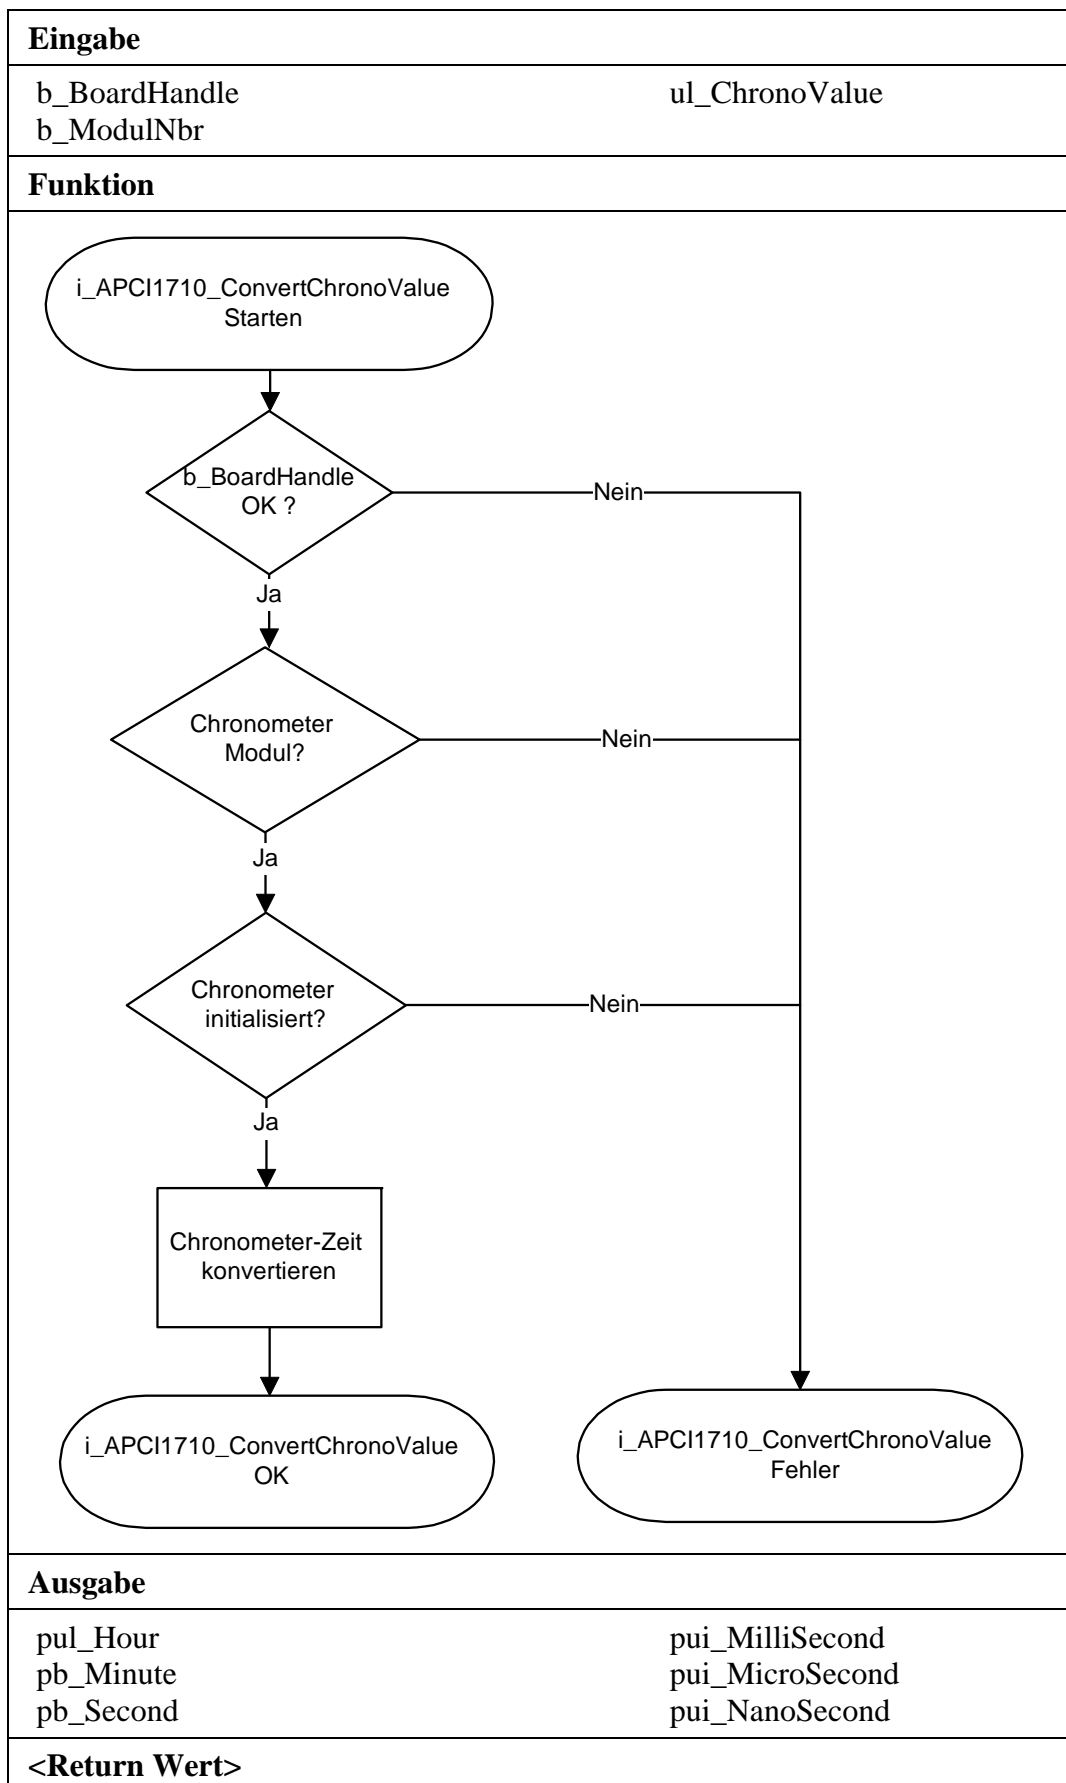 Eingabe
b_BoardHandle
ul_ChronoValue
b_ModulNbr
Funktion
i_APCI1710_ConvertChronoValue
Starten
b_BoardHandle
OK ?
Nein
Ja
Chronometer
Modul?
Nein
Ja
Chronometer
initialisiert?
Nein
Ja
Chronometer-Zeit
konvertieren
i_APCI1710_ConvertChronoValue
OK
i_APCI1710_ConvertChronoValue
Fehler
Ausgabe
pul_Hour
pui_MilliSecond
pb_Minute
pui_MicroSecond
pb_Second
pui_NanoSecond
<Return Wert>